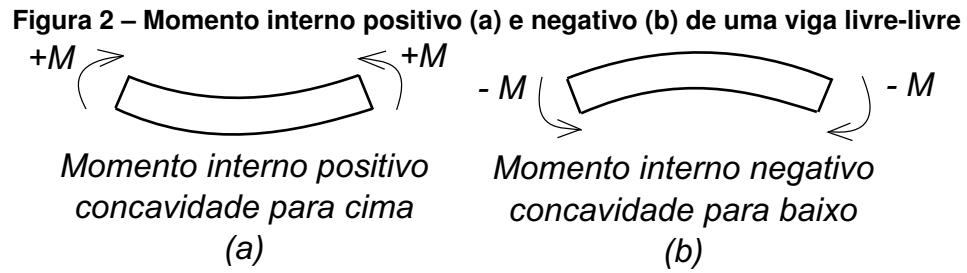 Figura 2 – Momento interno positivo (a) e negativo (b) de uma viga livre-livre
+M
+M
- M
- M
Momento interno positivo
concavidade para cima
(a)
Momento interno negativo
concavidade para baixo
(b)